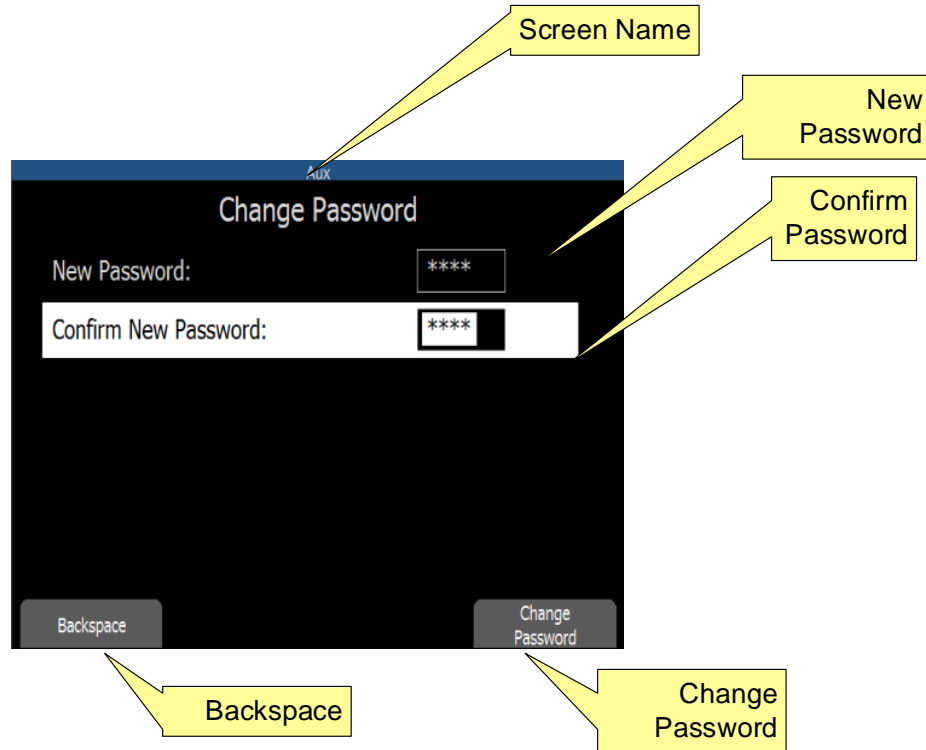 Screen Name
New
Password
Aux
Confirm
Password
Change Password
New Password:
****
Confirm New Password:
****
Backspace
Change
Password
Backspace
Change
Password